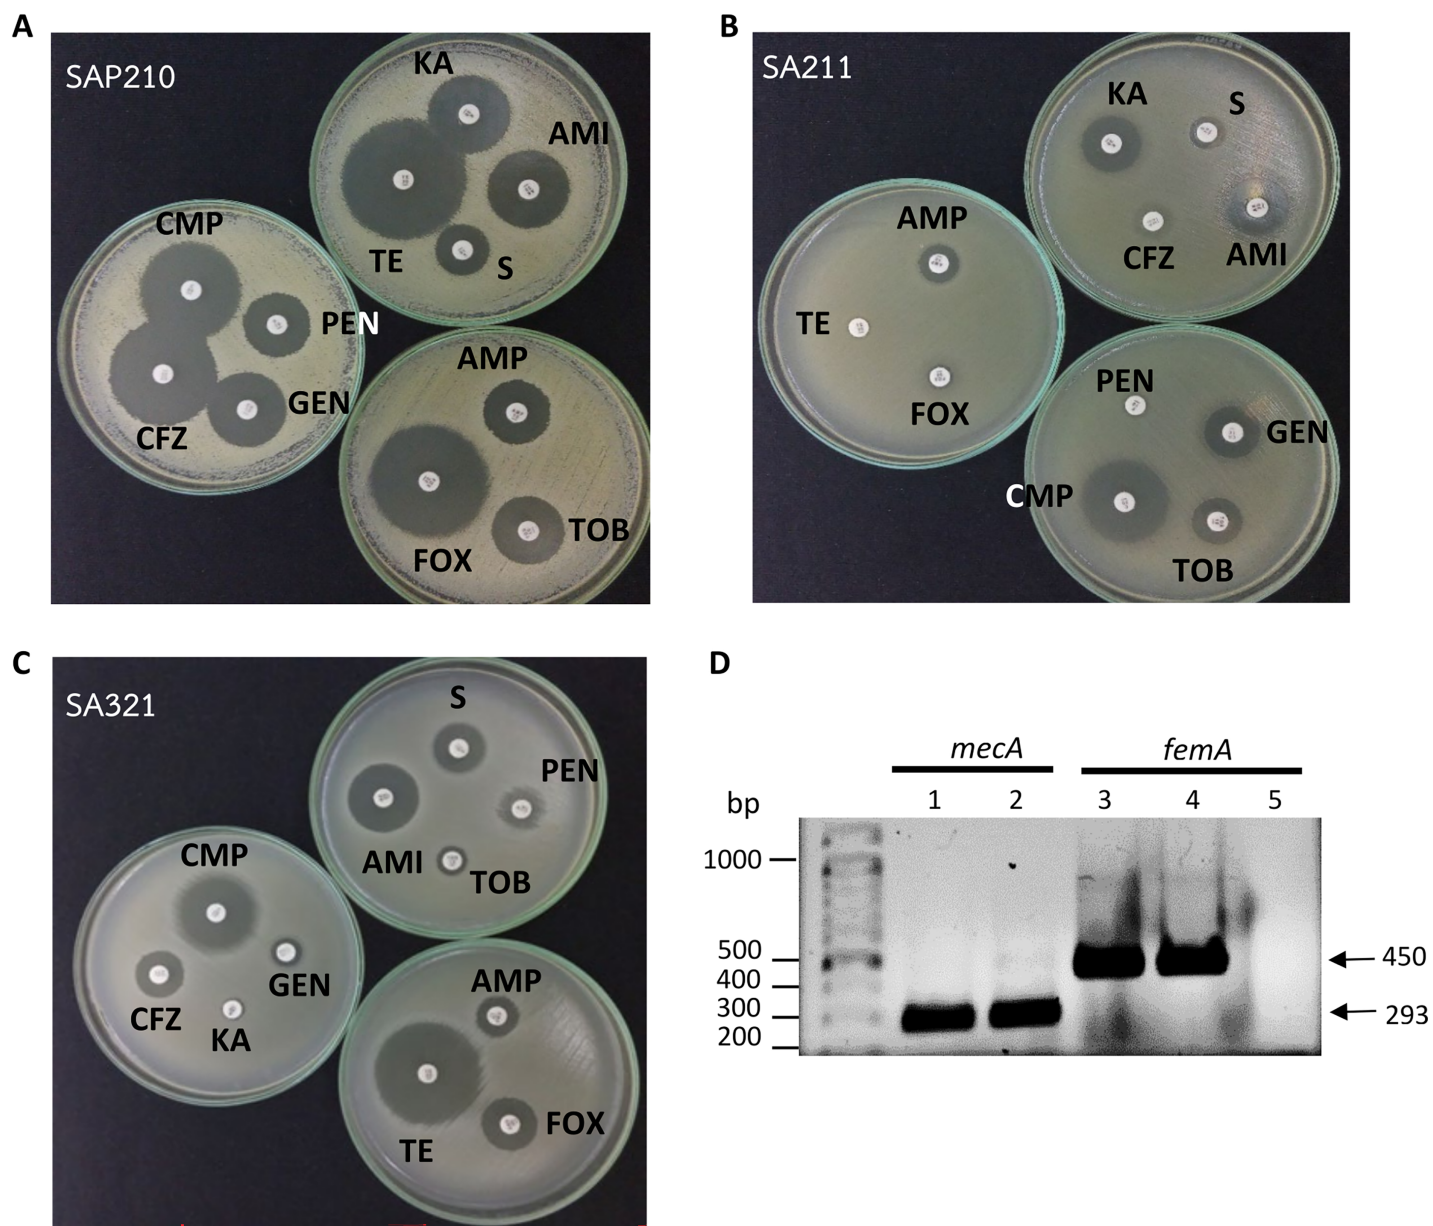 A
SAP210
KA
AMI
TE
S
CMP
PEN
GEN
CFZ
AMP
FOX
TOB
B
SA211
KA
S
CFZ
AMI
AMP
TE
FOX
PEN
GEN
CMP
TOB
C
SA321
S
PEN
AMI
TOB
CMP
GEN
CFZ
KA
AMP
FOX
TE
D
mecA femA
bp 1 2 3 4 5
1000
500
400
300
200
450
293